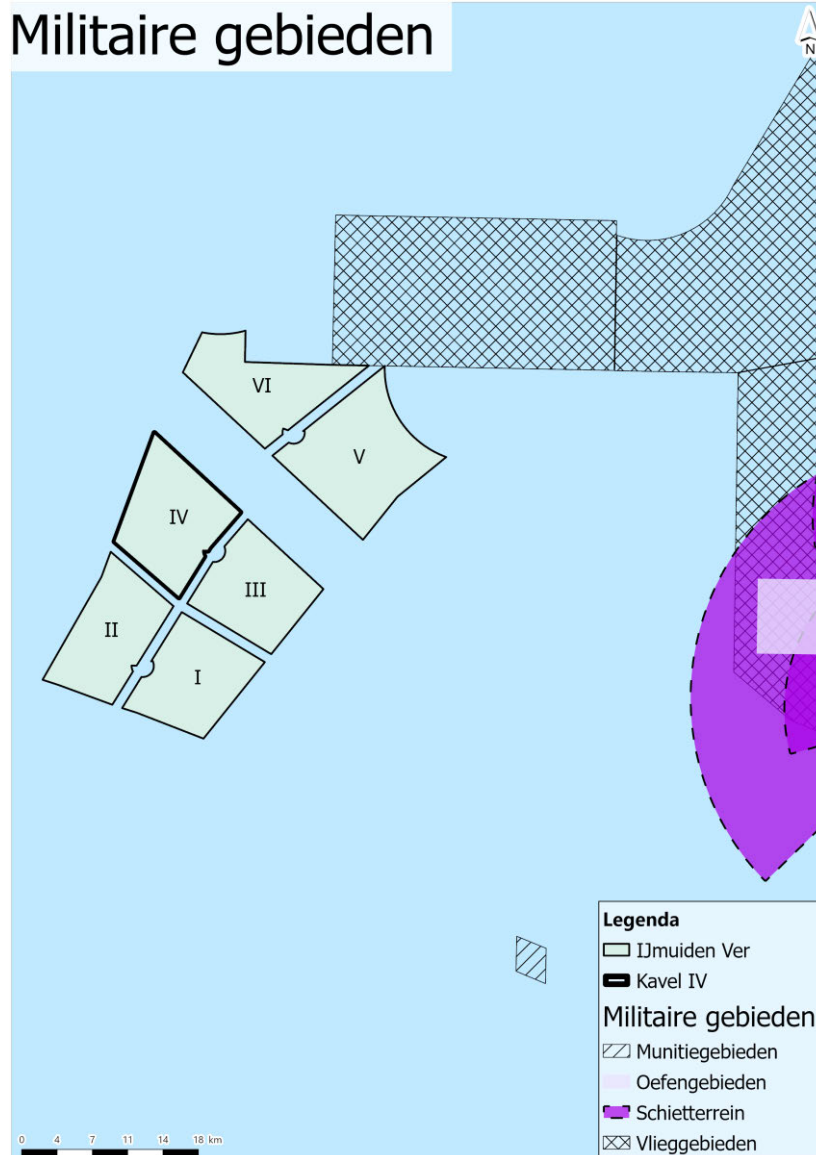 Militaire gebieden
N
VI
V
IV
III
II
I
Legenda
IJmuiden Ver
Kavel IV
Militaire gebieden
Munitiegebieden
Oefengebieden
Schietterrein
Vlieggebieden
0 4 7 11 14 18 km